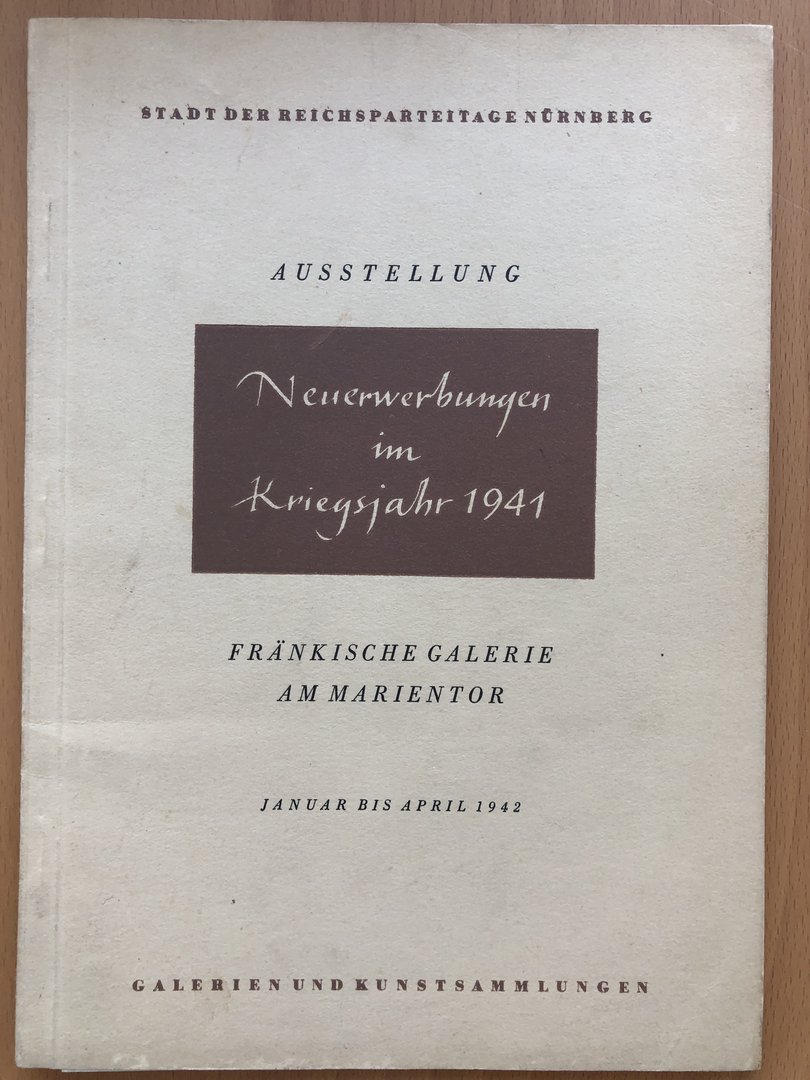 STADT DER REICHSPARTEITAGE NÜRNBERG
AUSSTELLUNG
Neuerwerbungen
im
Kriegsjahr 1941
FRÄNKISCHE GALERIE
AM MARIENTOR
JANUAR BIS APRIL 1942
GALERIEN UND KUNSTSAMMLUNGEN